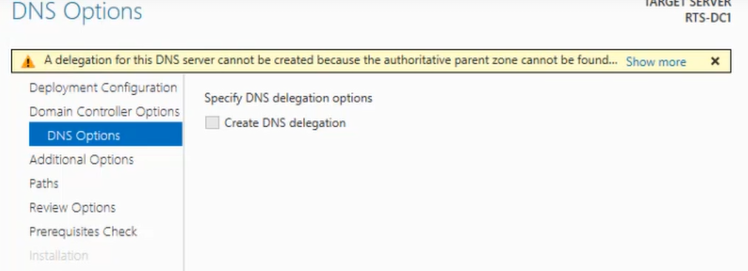 DNS Options
TARGET SERVER
RTS-DC1
A delegation for this DNS server cannot be created because the authoritative parent zone cannot be found... Show more
Deployment Configuration
Domain Controller Options
DNS Options
Additional Options
Paths
Review Options
Prerequisites Check
Installation
Specify DNS delegation options
Create DNS delegation